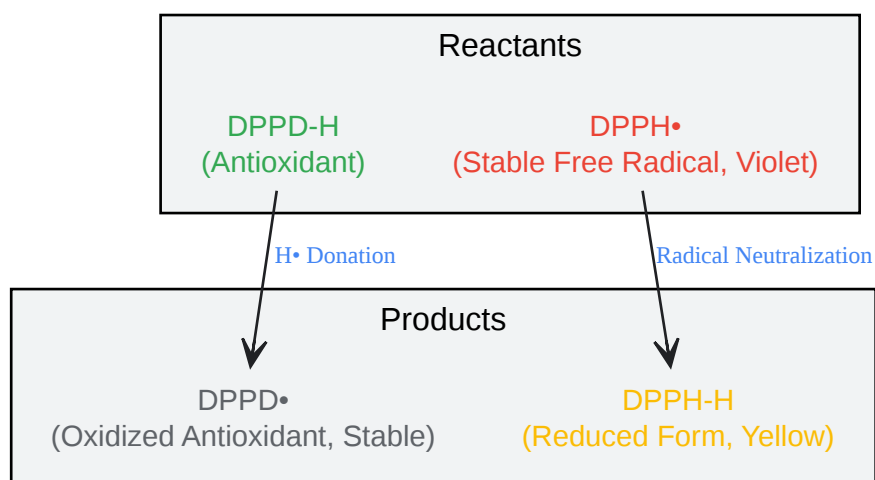 Reactants
DPPD-H
(Antioxidant)
DPPH•
(Stable Free Radical, Violet)
H• Donation
Radical Neutralization
Products
DPPD•
(Oxidized Antioxidant, Stable)
DPPH-H
(Reduced Form, Yellow)